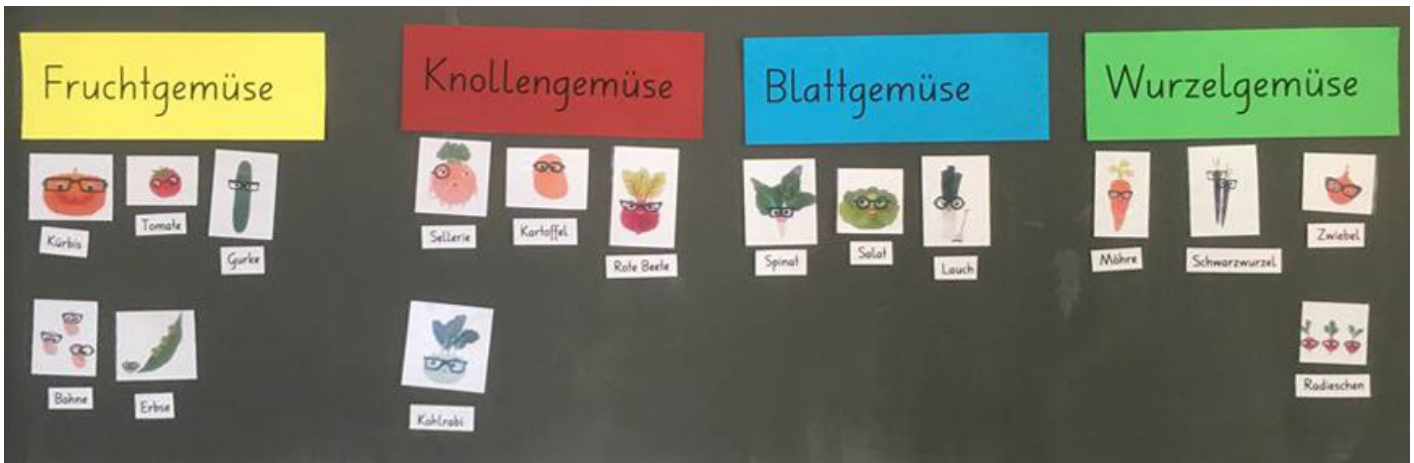 Fruchtgemüse
Knollengemüse
Blattgemüse
Wurzelgemüse
Kürbis
Tomate
Gurke
Sellerie
Kartoffel
Rote Beete
Spinat
Salat
Lauch
Möhre
Schwarzwurzel
Zwiebel
Bohne
Erbse
Kohlrabi
Radieschen